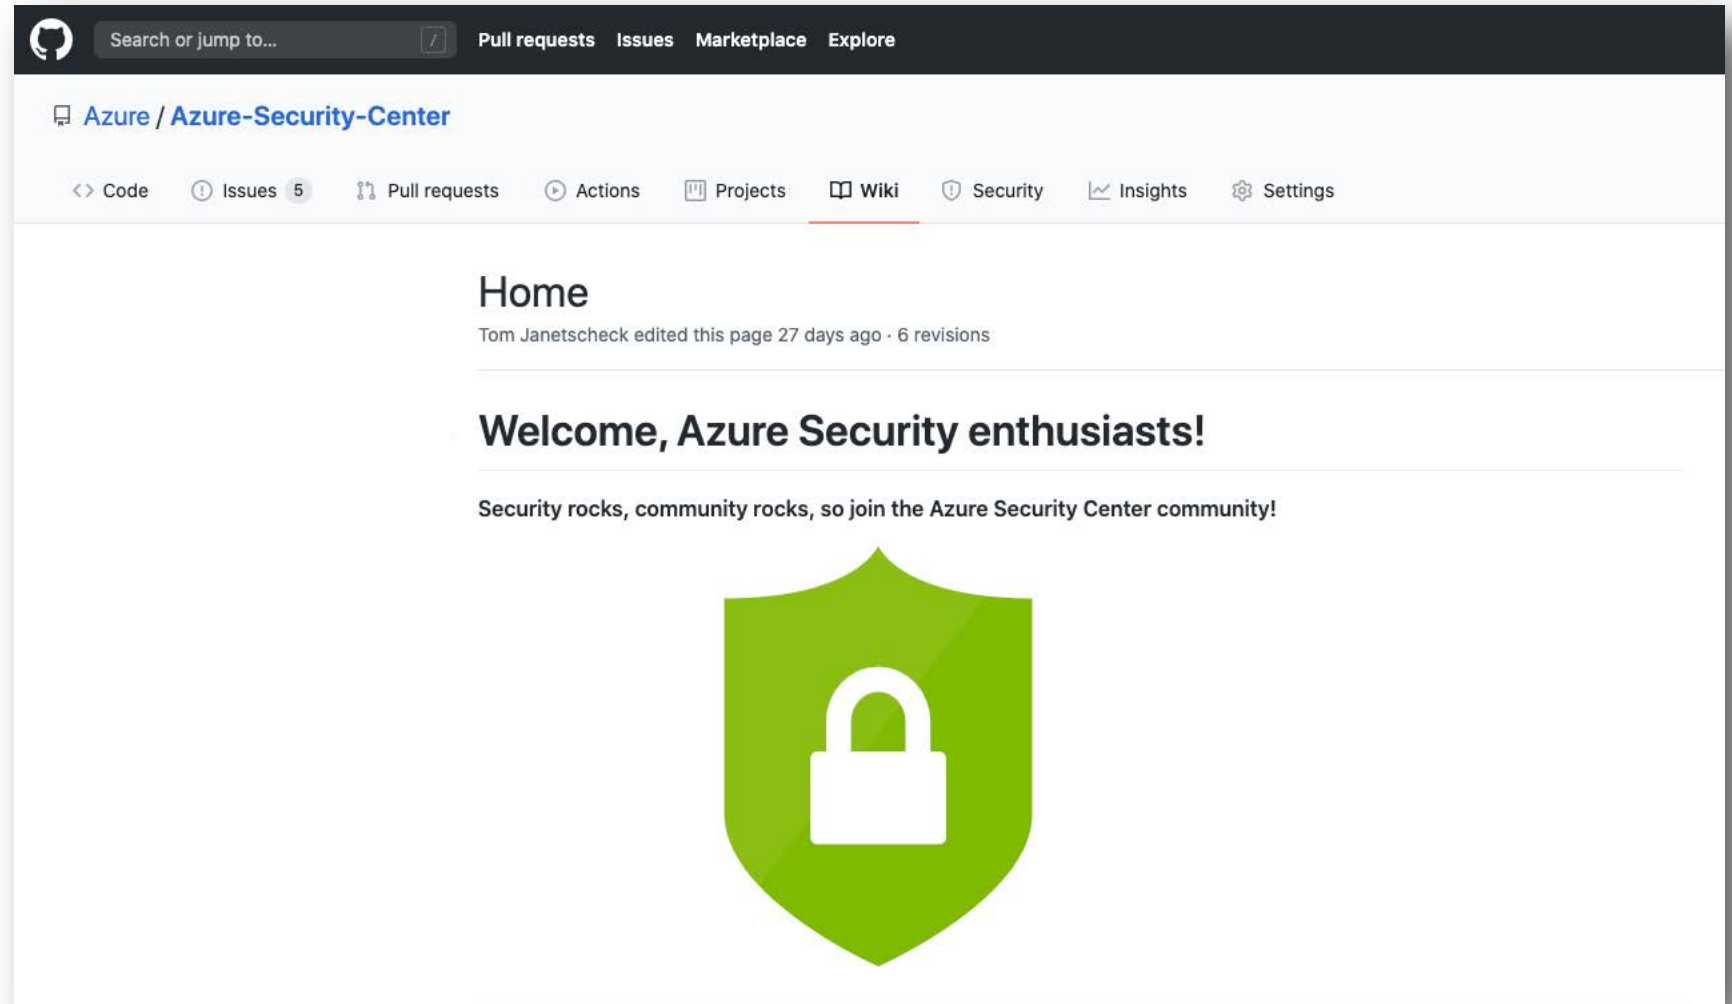 Search or jump to... /
Pull requests Issues Marketplace Explore
Azure / Azure-Security-Center
Code Issues 5 Pull requests Actions Projects Wiki Security Insights Settings
Home
Tom Janetscheck edited this page 27 days ago · 6 revisions
Welcome, Azure Security enthusiasts!
Security rocks, community rocks, so join the Azure Security Center community!